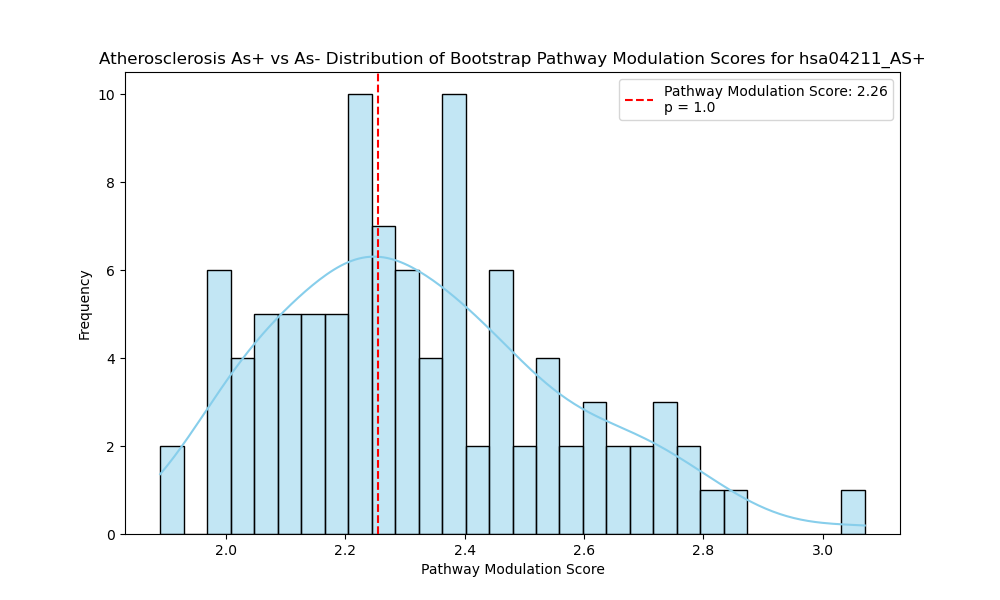 Atherosclerosis As+ vs As- Distribution of Bootstrap Pathway Modulation Scores for hsa04211_AS+
Pathway Modulation Score: 2.26
p = 1.0
10
8
6
4
2
0
Frequency
2.0 2.2 2.4 2.6 2.8 3.0
Pathway Modulation Score